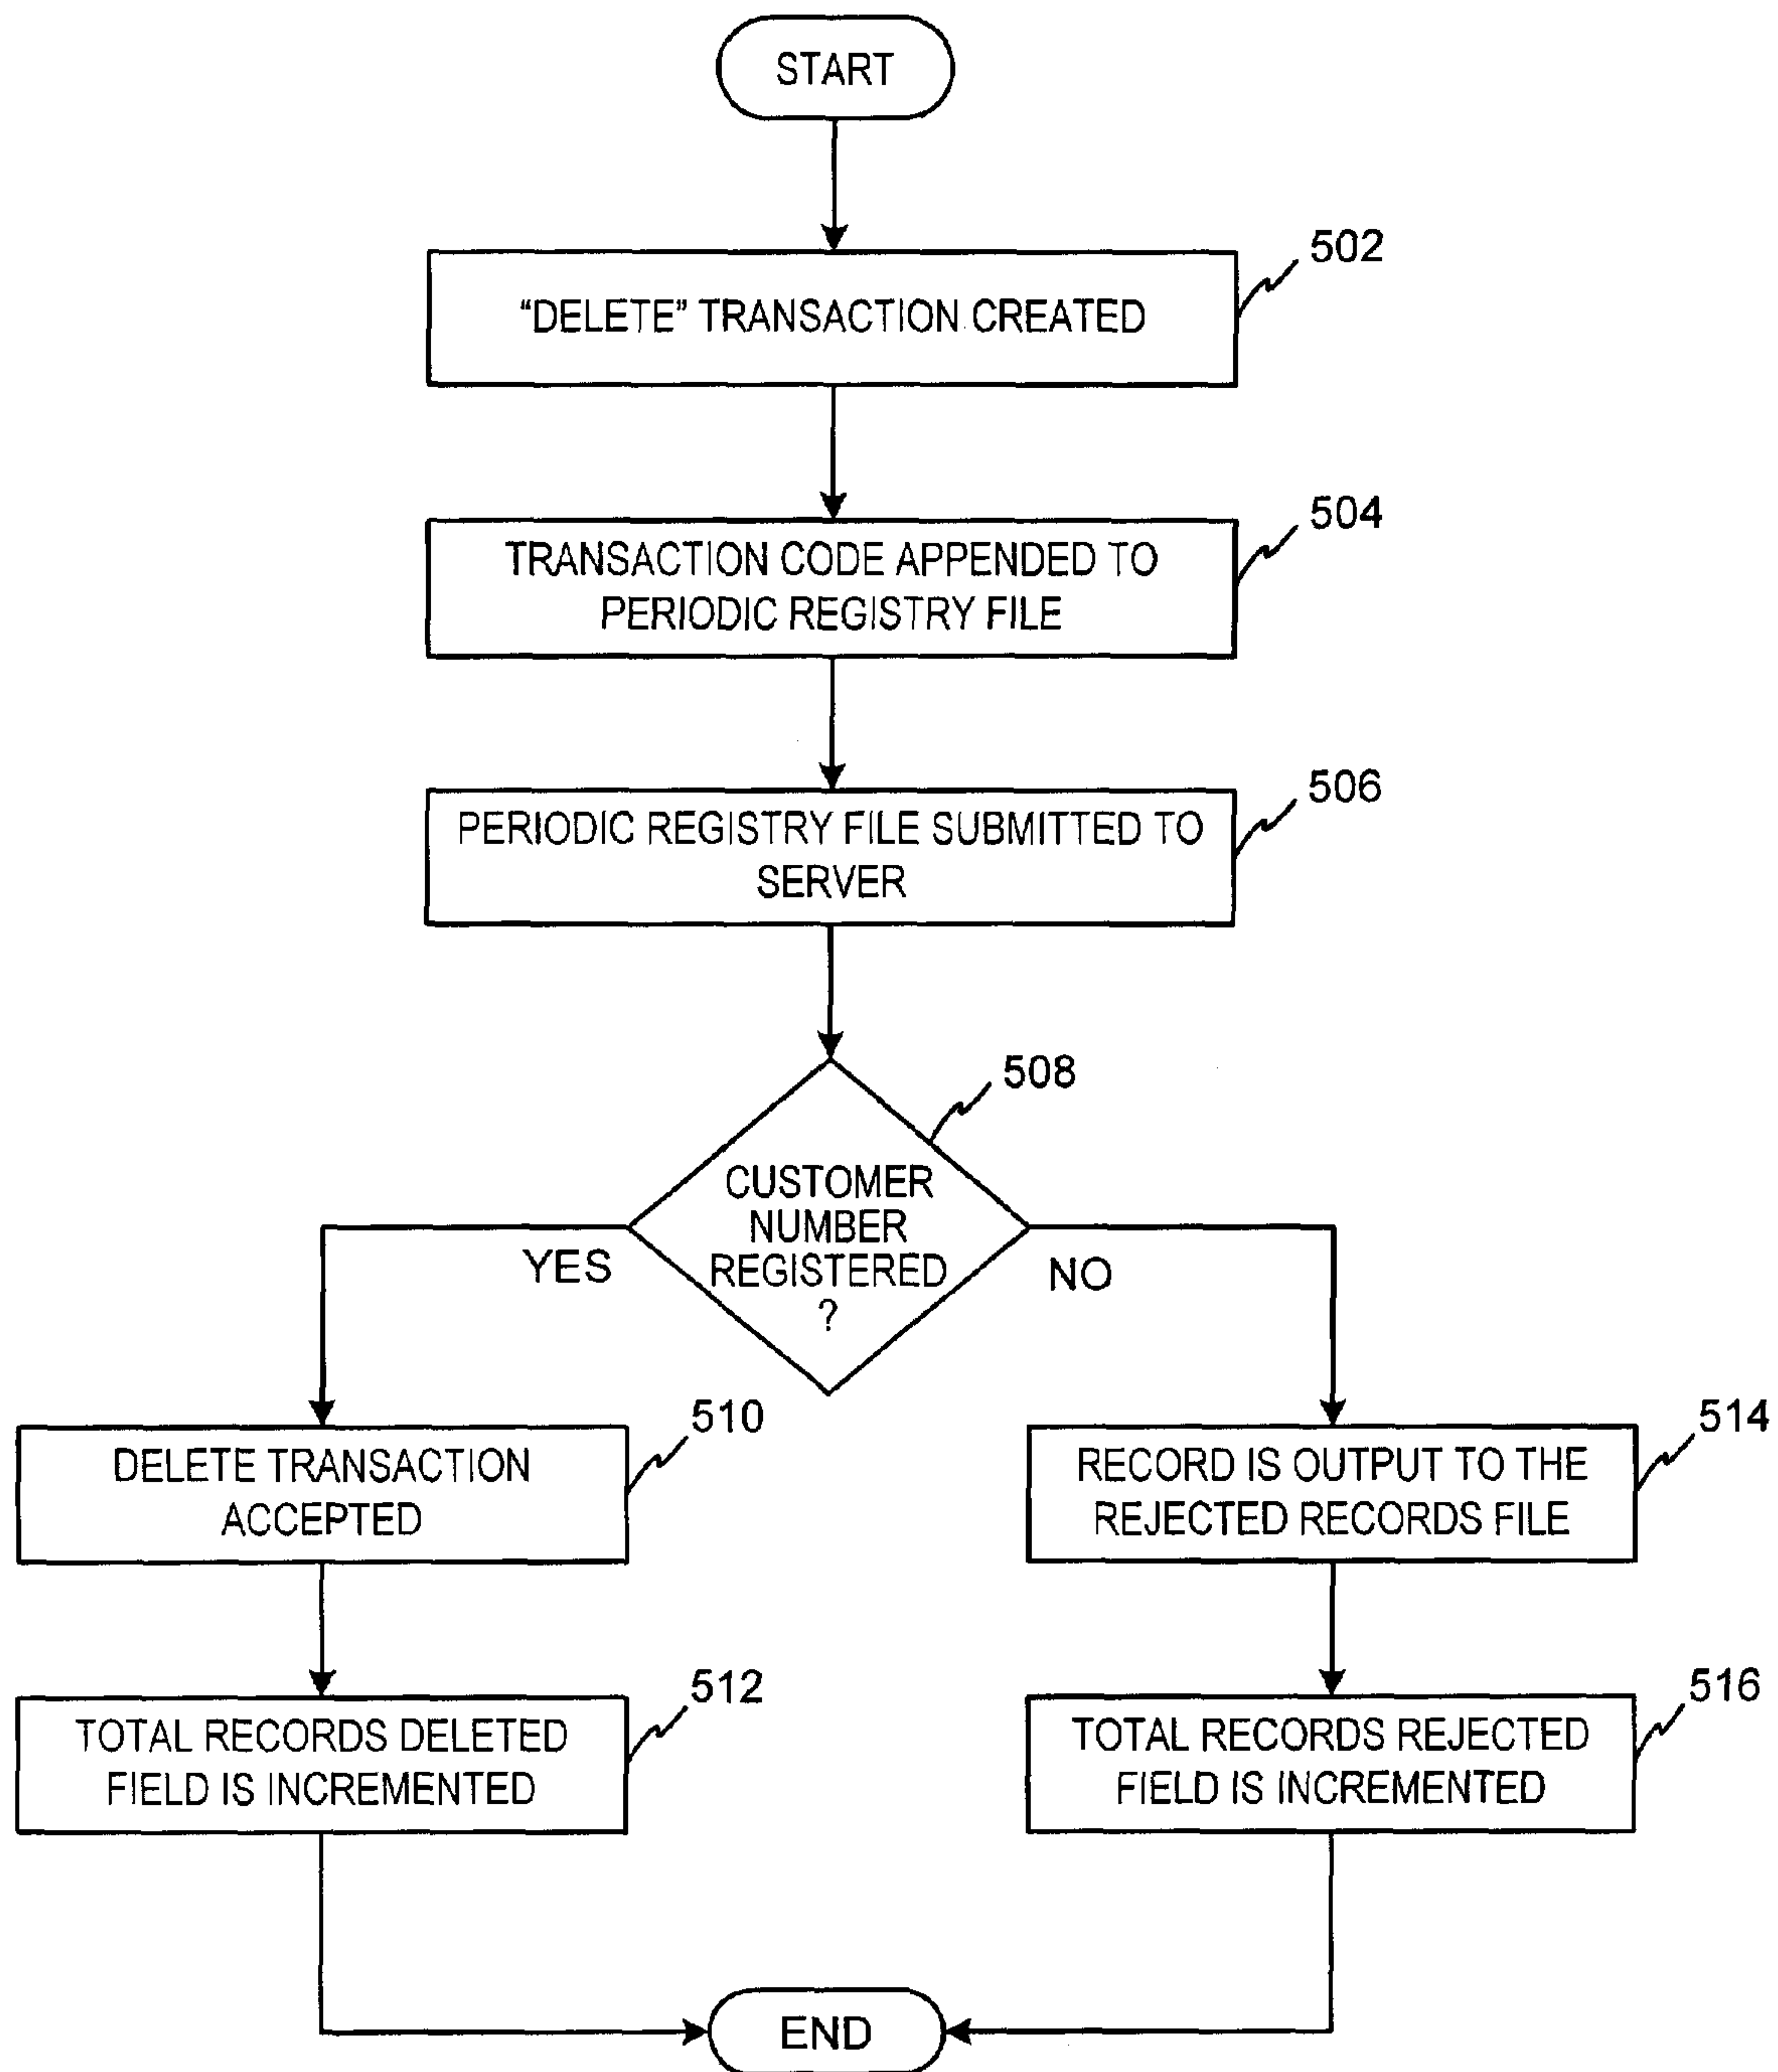 START
502
“DELETE” TRANSACTION CREATED
504
TRANSACTION CODE APPENDED TO
PERIODIC REGISTRY FILE
506
PERIODIC REGISTRY FILE SUBMITTED TO
SERVER
508
CUSTOMER
NUMBER
REGISTERED
?
YES
NO
510
DELETE TRANSACTION
ACCEPTED
514
RECORD IS OUTPUT TO THE
REJECTED RECORDS FILE
512
TOTAL RECORDS DELETED
FIELD IS INCREMENTED
516
TOTAL RECORDS REJECTED
FIELD IS INCREMENTED
END